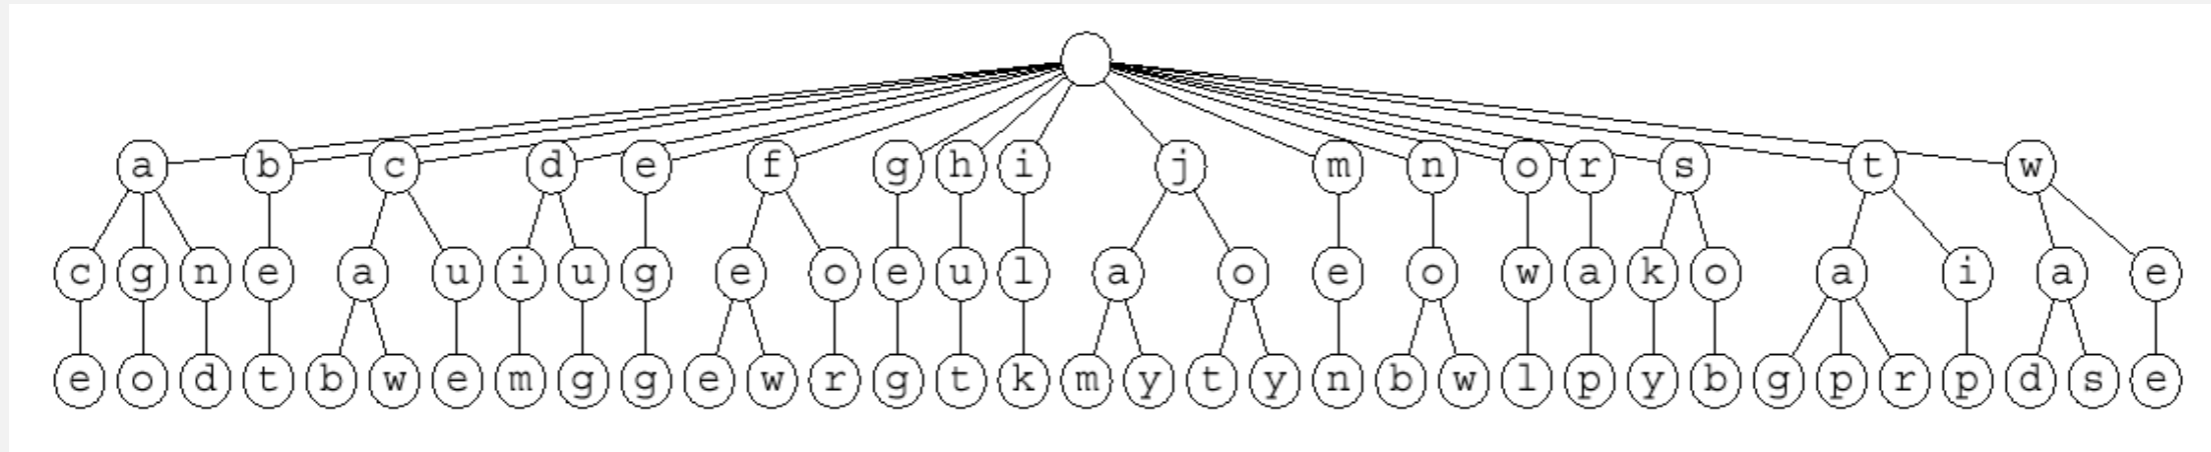 a b c d e f g h i j m n o r s t w
c g n e a u i u g e o e u l a o e o w a k o a i a e
e o d t b w e m g g e w r g t k m y t y n b w l p y b g p r p d s e